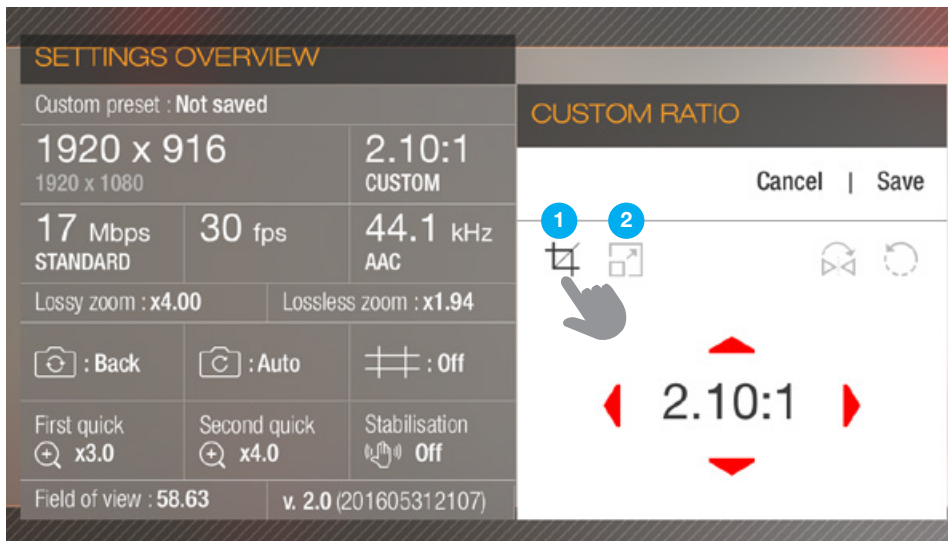 SETTINGS OVERVIEW
Custom preset : Not saved
1920 x 916
1920 x 1080
2.10:1
CUSTOM
17 Mbps
STANDARD
30 fps
44.1 kHz
AAC
Lossy zoom : x4.00
Lossless zoom : x1.94
: Back
: Auto
: Off
First quick
x3.0
Second quick
x4.0
Stabilisation
Off
Field of view : 58.63
v. 2.0 (201605312107)
CUSTOM RATIO
Cancel | Save
1
2
2.10:1